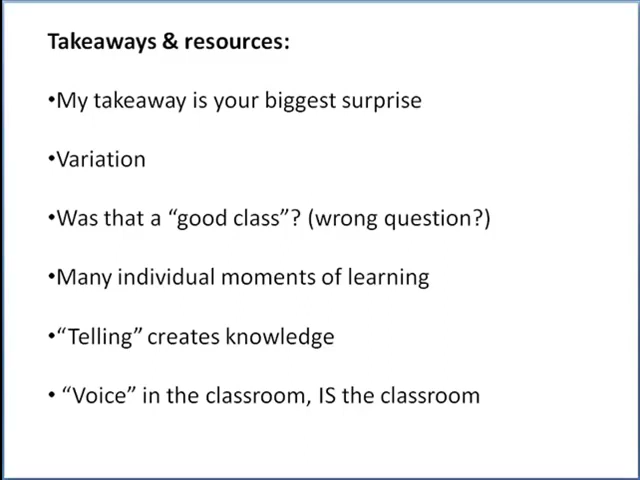 Takeaways & resources:
•My takeaway is your biggest surprise
•Variation
•Was that a “good class”? (wrong question?)
•Many individual moments of learning
•“Telling” creates knowledge
• “Voice” in the classroom, IS the classroom